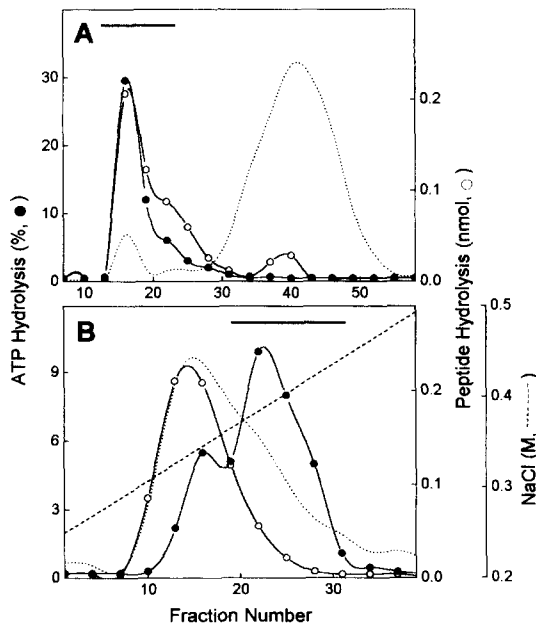 A
30
20
10
0
0.2
0.1
0.0
10 20 30 40 50
B
9
6
3
0
0.2
0.1
0.0
0.5
0.4
0.3
0.2
10 20 30
ATP Hydrolysis (%, ●)
Peptide Hydrolysis (nmol, ○)
NaCl (M, ------)
Fraction Number